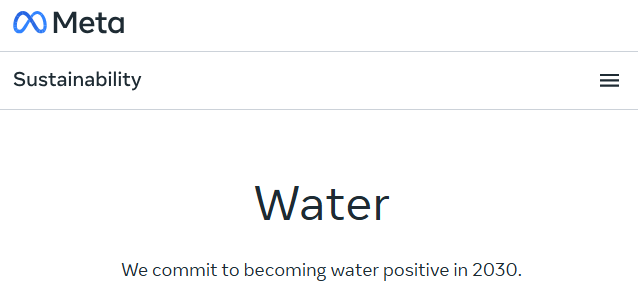 Meta
Sustainability
Water
We commit to becoming water positive in 2030.